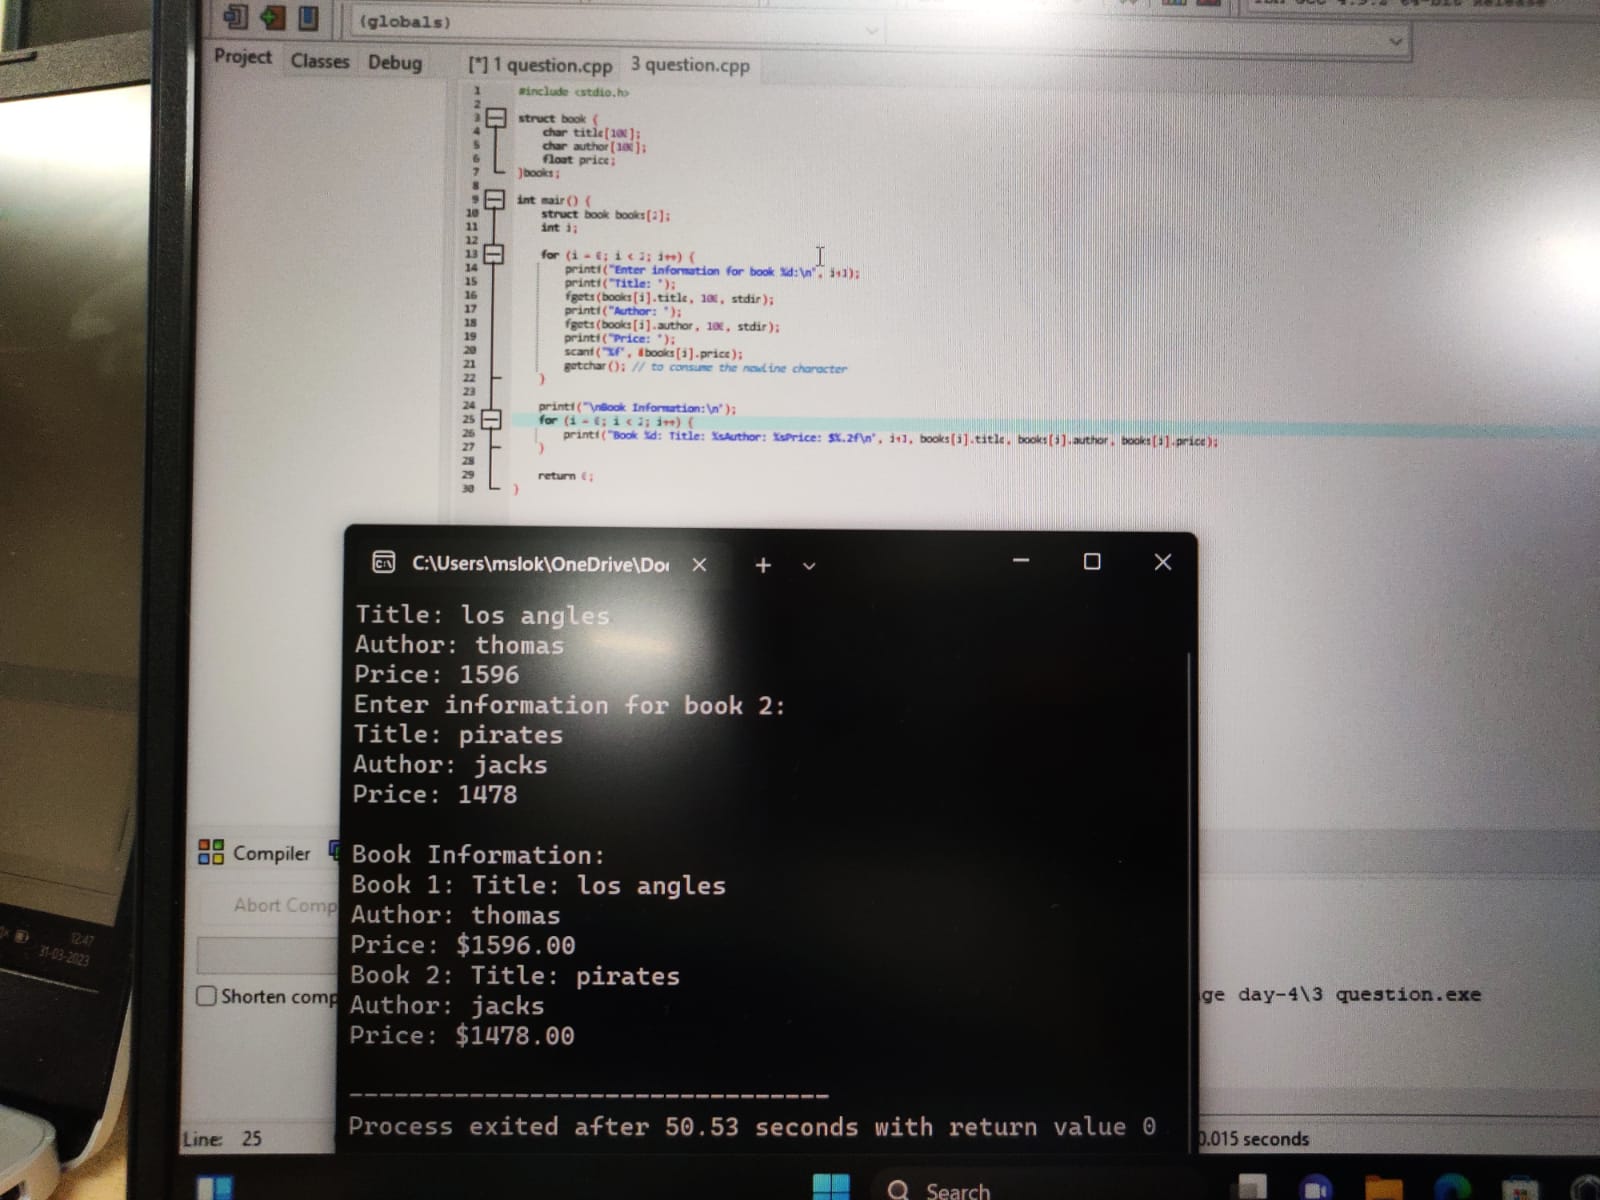 (globals)
Project Classes Debug
[*] 1 question.cpp 3 question.cpp
1 #include <stdio.h>
2
3 struct book {
4 char title[100];
5 char author[100];
6 float price;
7 }books;
8
9 int main() {
10 struct book books[2];
11 int i;
12
13 for (i = 0; i < 2; i++) {
14 printf("Enter information for book %d:\n", i+1);
15 printf("Title: ");
16 fgets(books[i].title, 100, stdin);
17 printf("Author: ");
18 fgets(books[i].author, 100, stdin);
19 printf("Price: ");
20 scanf("%f", &books[i].price);
21 getchar(); // to consume the newline character
22 }
23
24 printf("\nBook Information:\n");
25 for (i = 0; i < 2; i++) {
26 printf("Book %d: Title: %sAuthor: %sPrice: $%.2f\n", i+1, books[i].title, books[i].author, books[i].price);
27 }
28
29 return 0;
30 }
C:\Users\mslok\OneDrive\Do
Title: los angles
Author: thomas
Price: 1596
Enter information for book 2:
Title: pirates
Author: jacks
Price: 1478
Book Information:
Book 1: Title: los angles
Author: thomas
Price: $1596.00
Book 2: Title: pirates
Author: jacks
Price: $1478.00
--------------------------------
Process exited after 50.53 seconds with return value 0
Compiler
Abort Comp
Shorten comp
ge day-4\3 question.exe
Line: 25
0.015 seconds
Search
12:47
31-03-2023